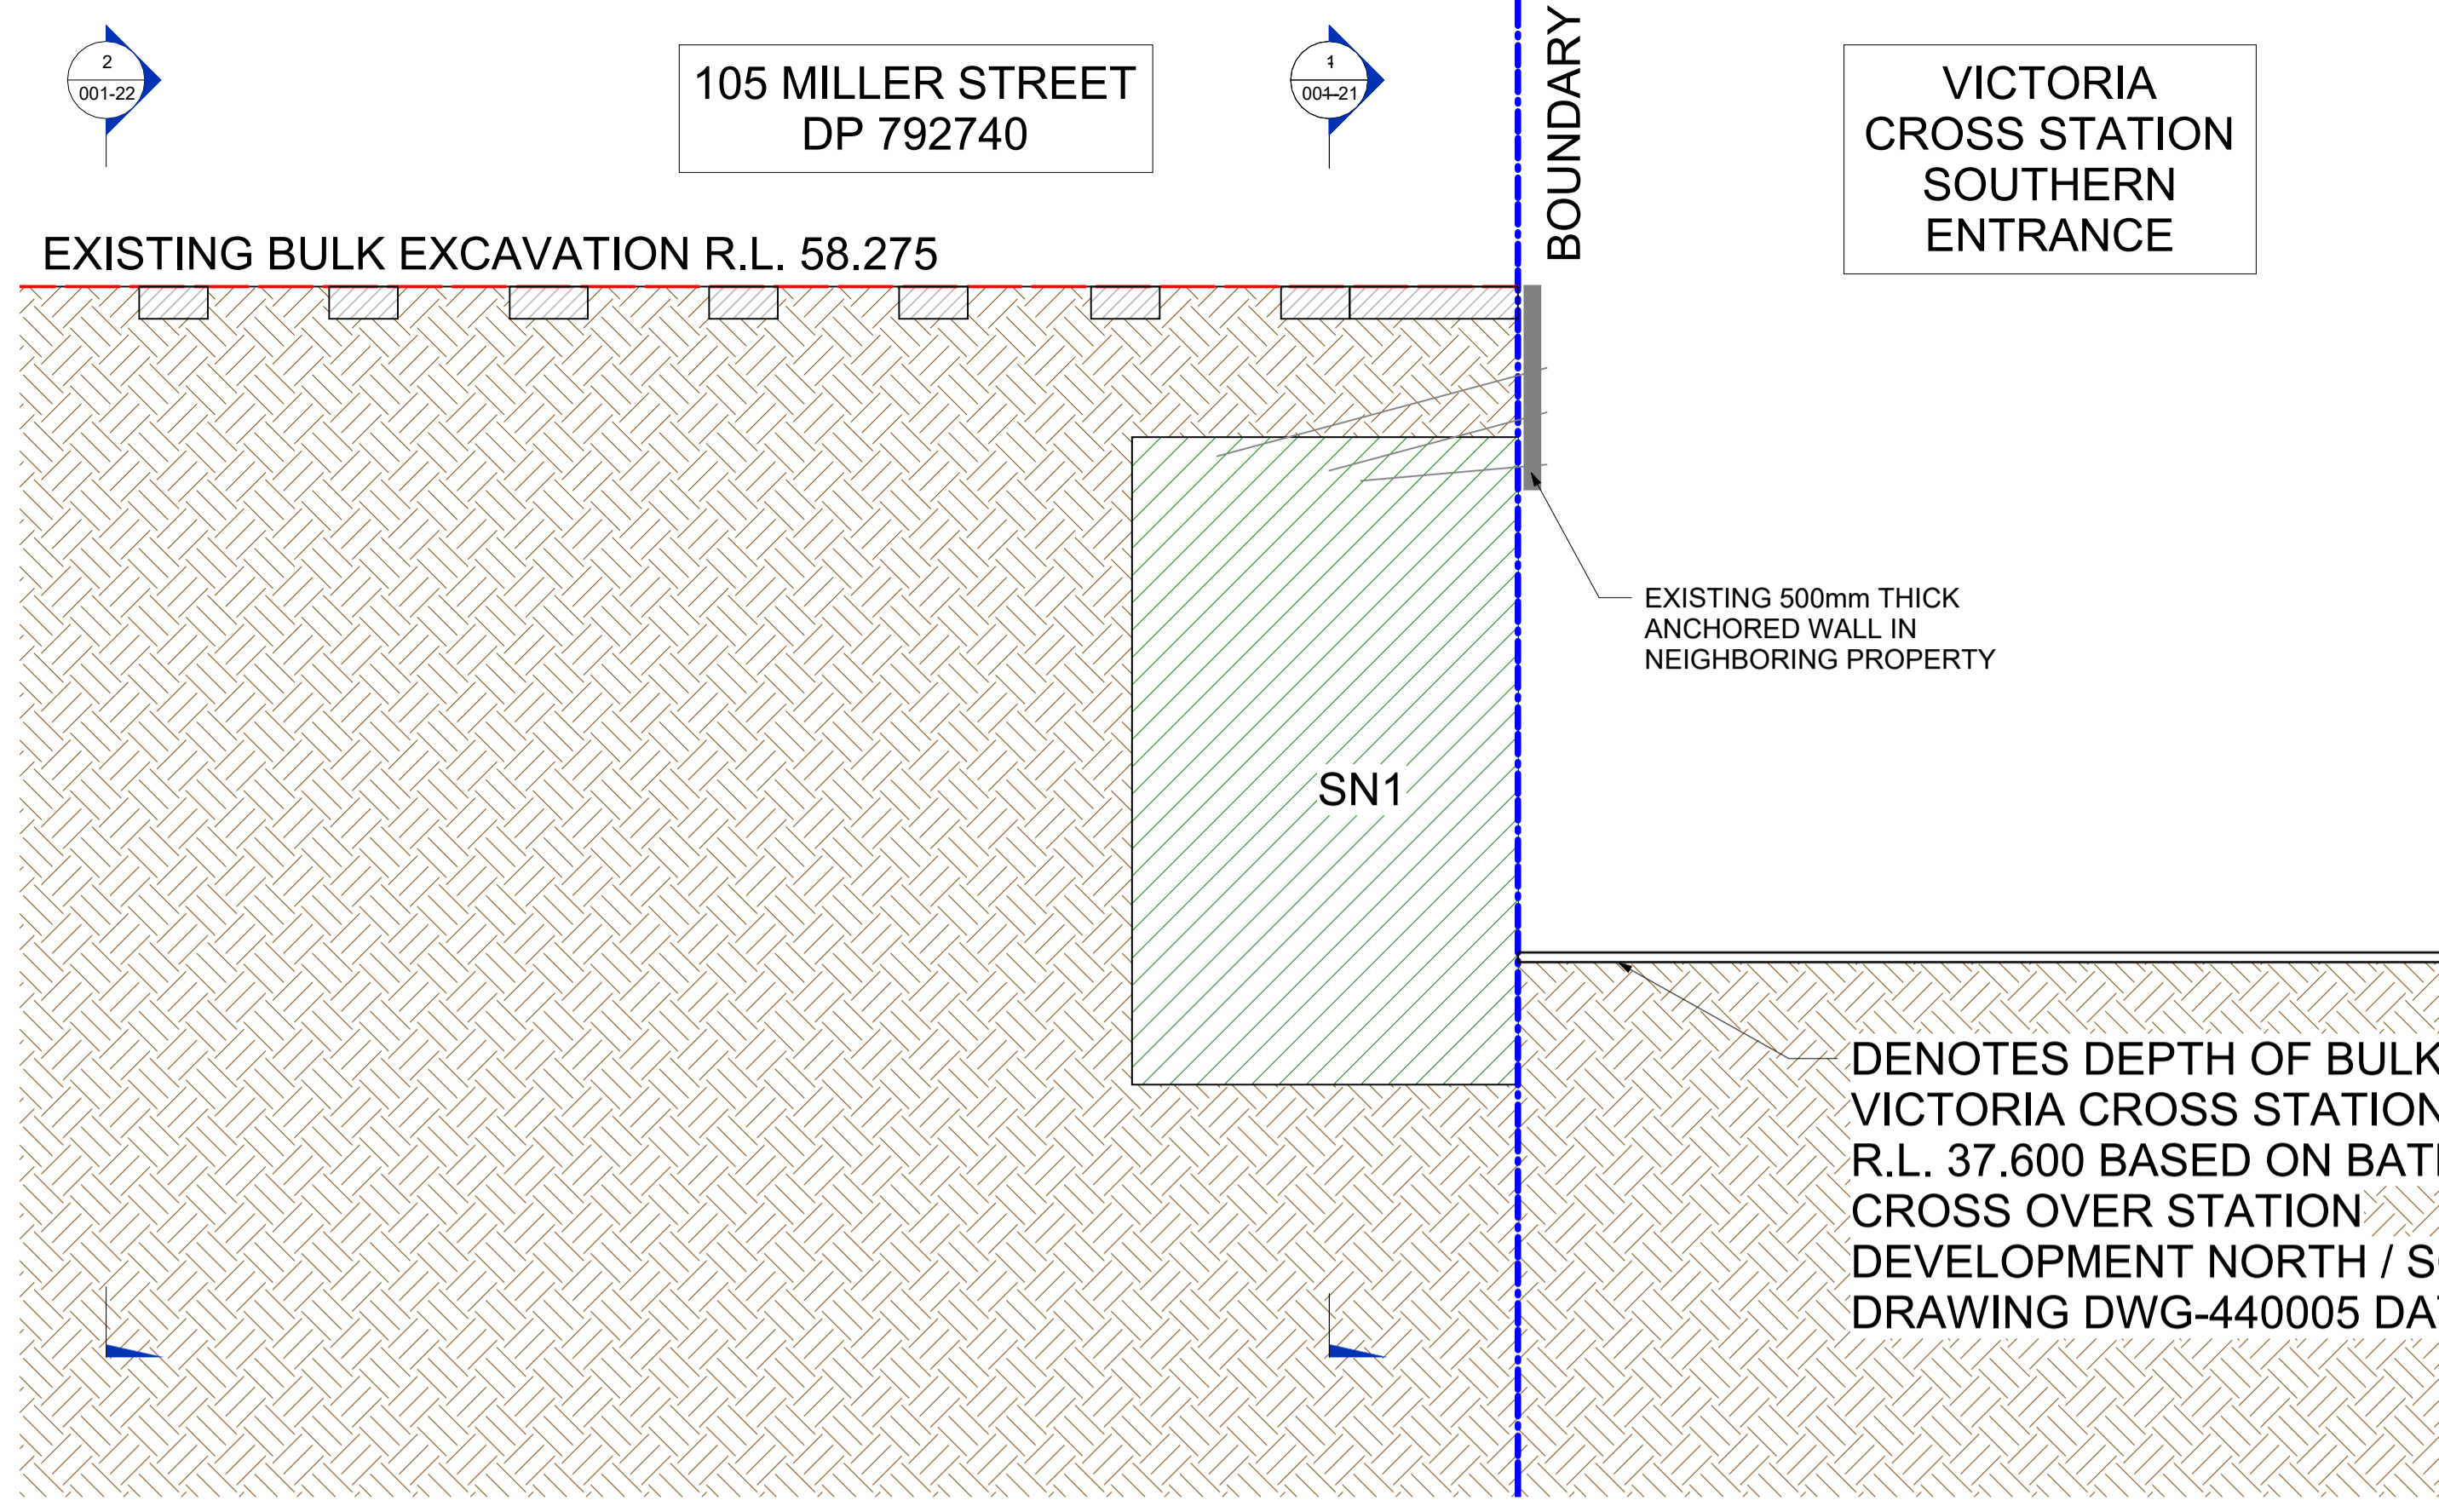 2
001-22
105 MILLER STREET
DP 792740
1
001-21
BOUNDARY
VICTORIA
CROSS STATION
SOUTHERN
ENTRANCE
EXISTING BULK EXCAVATION R.L. 58.275
EXISTING 500mm THICK
ANCHORED WALL IN
NEIGHBORING PROPERTY
SN1
DENOTES DEPTH OF BULK
VICTORIA CROSS STATION
R.L. 37.600 BASED ON
CROSS OVER STATION
DEVELOPMENT NORTH /
DRAWING DWG-440005